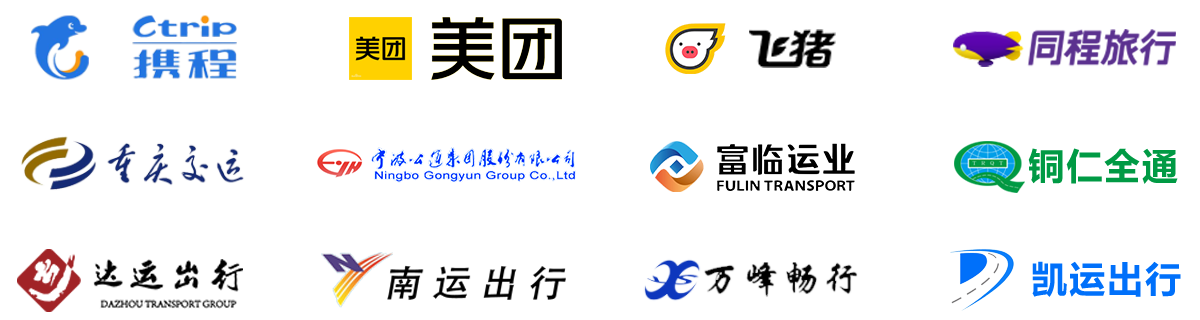 Ctrip
携程
美团
美团
飞猪
同程旅行
重庆交运
宁波公运集团股份有限公司
Ningbo Gongyun Group Co.,Ltd
富临运业
FULIN TRANSPORT
TRQT
铜仁全通
达运出行
DAZHOU TRANSPORT GROUP
南运出行
万峰畅行
凯运出行